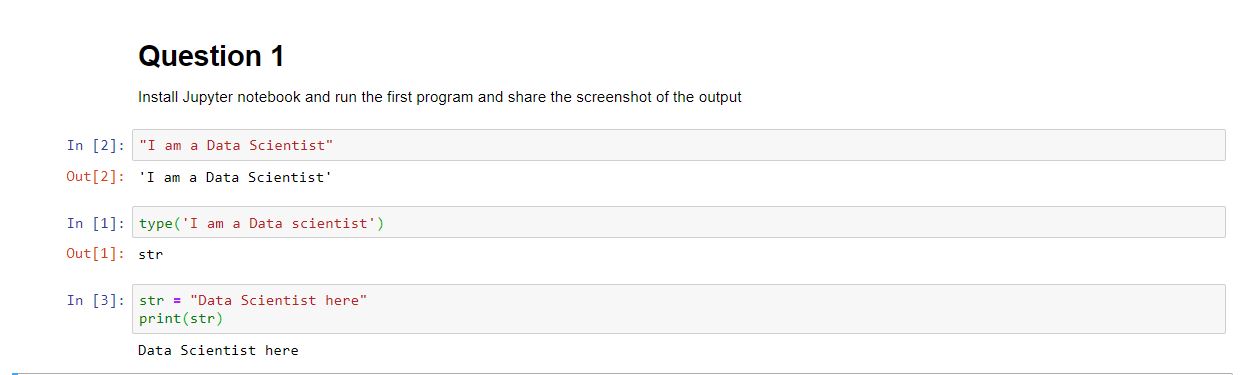 Question 1
Install Jupyter notebook and run the first program and share the screenshot of the output
In [2]: "I am a Data Scientist"
Out[2]: 'I am a Data Scientist'
In [1]: type('I am a Data scientist')
Out[1]: str
In [3]: str = "Data Scientist here"
print(str)
Data Scientist here